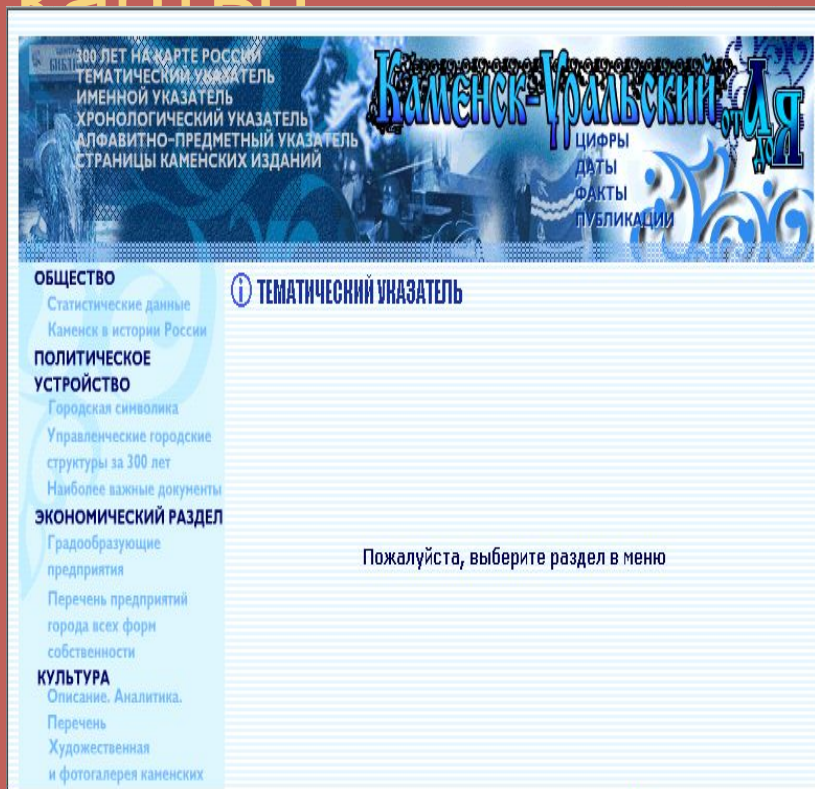 300 ЛЕТ НА КАРТЕ РОССИИ
ТЕМАТИЧЕСКИЙ УКАЗАТЕЛЬ
ИМЕННОЙ УКАЗАТЕЛЬ
ХРОНОЛОГИЧЕСКИЙ УКАЗАТЕЛЬ
АЛФАВИТНО-ПРЕДМЕТНЫЙ УКАЗАТЕЛЬ
СТРАНИЦЫ КАМЕНСКИХ ИЗДАНИЙ
Каменск-Уральский от А до Я
ЦИФРЫ
ДАТЫ
ФАКТЫ
ПУБЛИКАЦИИ
ОБЩЕСТВО
Статистические данные
Каменск в истории России
ПОЛИТИЧЕСКОЕ
УСТРОЙСТВО
Городская символика
Управленческие городские
структуры за 300 лет
Наиболее важные документы
ЭКОНОМИЧЕСКИЙ РАЗДЕЛ
Градообразующие
предприятия
Перечень предприятий
города всех форм
собственности
КУЛЬТУРА
Описание. Аналитика.
Перечень
Художественная
и фотогалерея каменских
ТЕМАТИЧЕСКИЙ УКАЗАТЕЛЬ
Пожалуйста, выберите раздел в меню